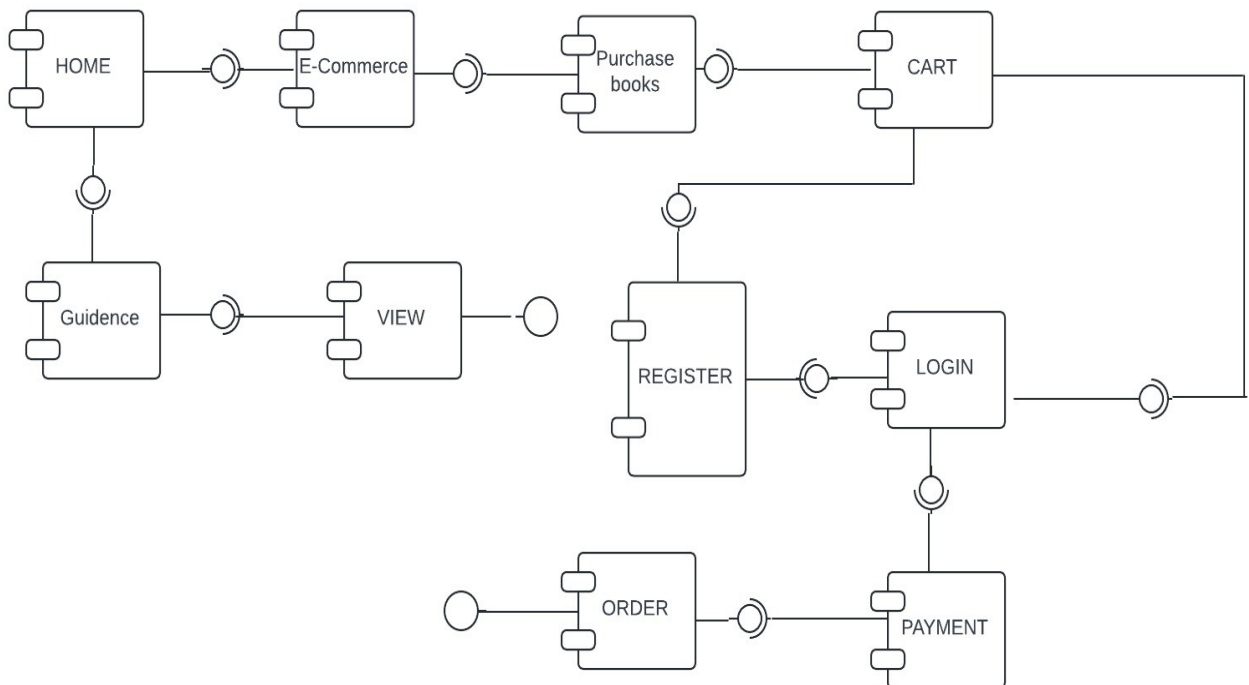 HOME
E-Commerce
Purchase
books
CART
Guidence
VIEW
REGISTER
LOGIN
ORDER
PAYMENT